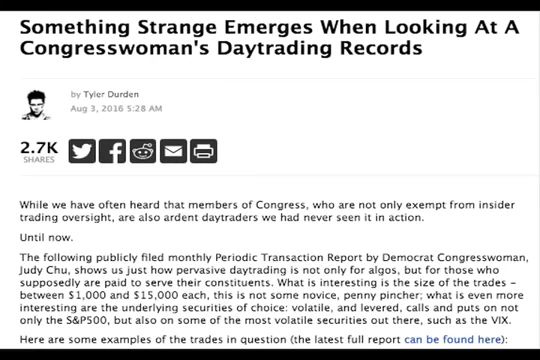 Something Strange Emerges When Looking At A
Congresswoman's Daytrading Records
by Tyler Durden
Aug 3, 2016 5:28 AM
2.7K
SHARES
While we have often heard that members of Congress, who are not only exempt from insider
trading oversight, are also ardent daytraders we had never seen it in action.
Until now.
The following publicly filed monthly Periodic Transaction Report by Democrat Congresswoman,
Judy Chu, shows us just how pervasive daytrading is not only for algos, but for those who
supposedly are paid to serve their constituents. What is interesting is the size of the trades -
between $1,000 and $15,000 each, this is not some novice, penny pincher; what is even more
interesting are the underlying securities of choice: volatile, and levered, calls and puts on not
only the S&P500, but also on some of the most volatile securities out there, such as the VIX.
Here are some examples of the trades in question (the latest full report can be found here):